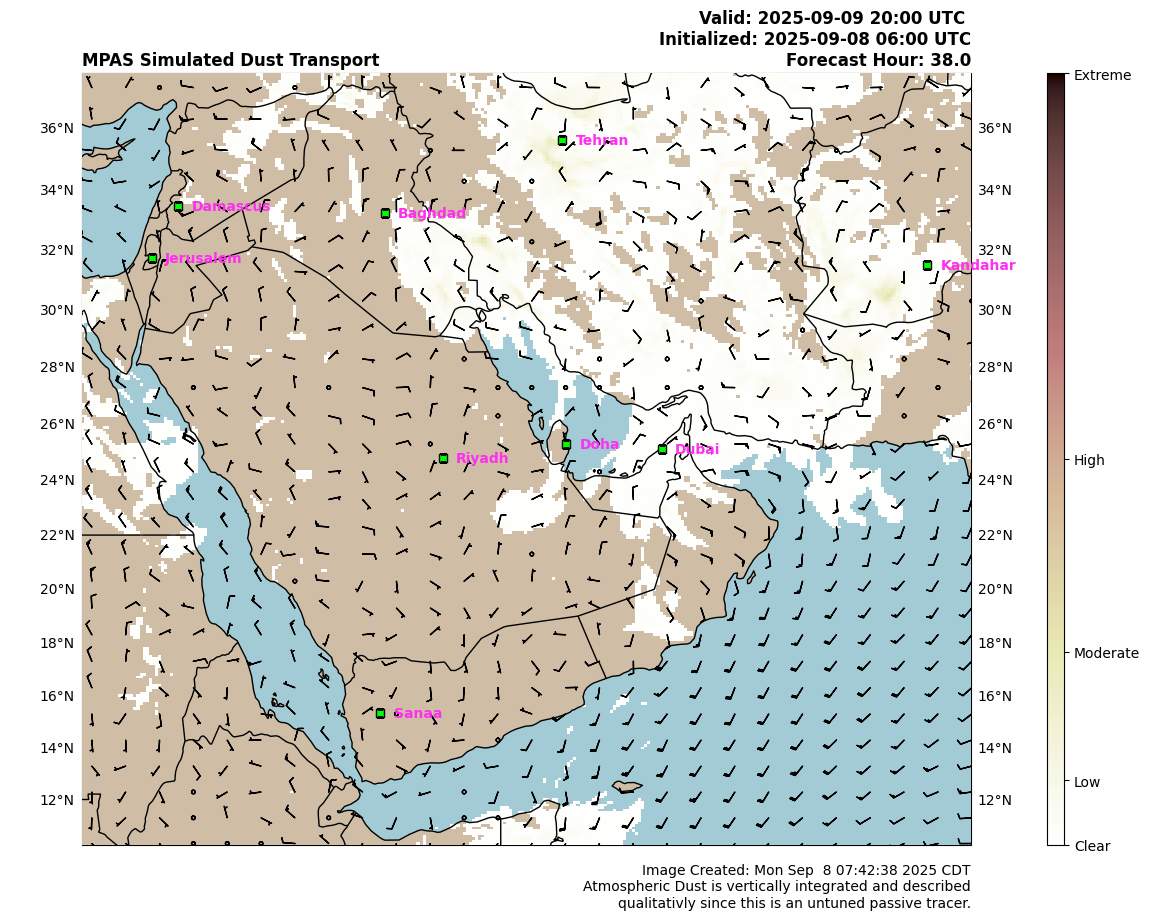 Valid: 2025-09-09 20:00 UTC
Initialized: 2025-09-08 06:00 UTC
MPAS Simulated Dust Transport Forecast Hour: 38.0
Extreme
36°N Tehran 36°N
34°N 34°N
Damascus Baghdad
32°N 32°N
Jerusalem Kandahar
30°N 30°N
28°N 28°N
26°N 26°N
Doha Dubai
Riyadh High
24°N 24°N
22°N 22°N
20°N 20°N
18°N 18°N
Moderate
16°N 16°N
Sanaa
14°N 14°N
Low
12°N 12°N
Clear
Image Created: Mon Sep  8 07:42:38 2025 CDT
Atmospheric Dust is vertically integrated and described
qualitativly since this is an untuned passive tracer.